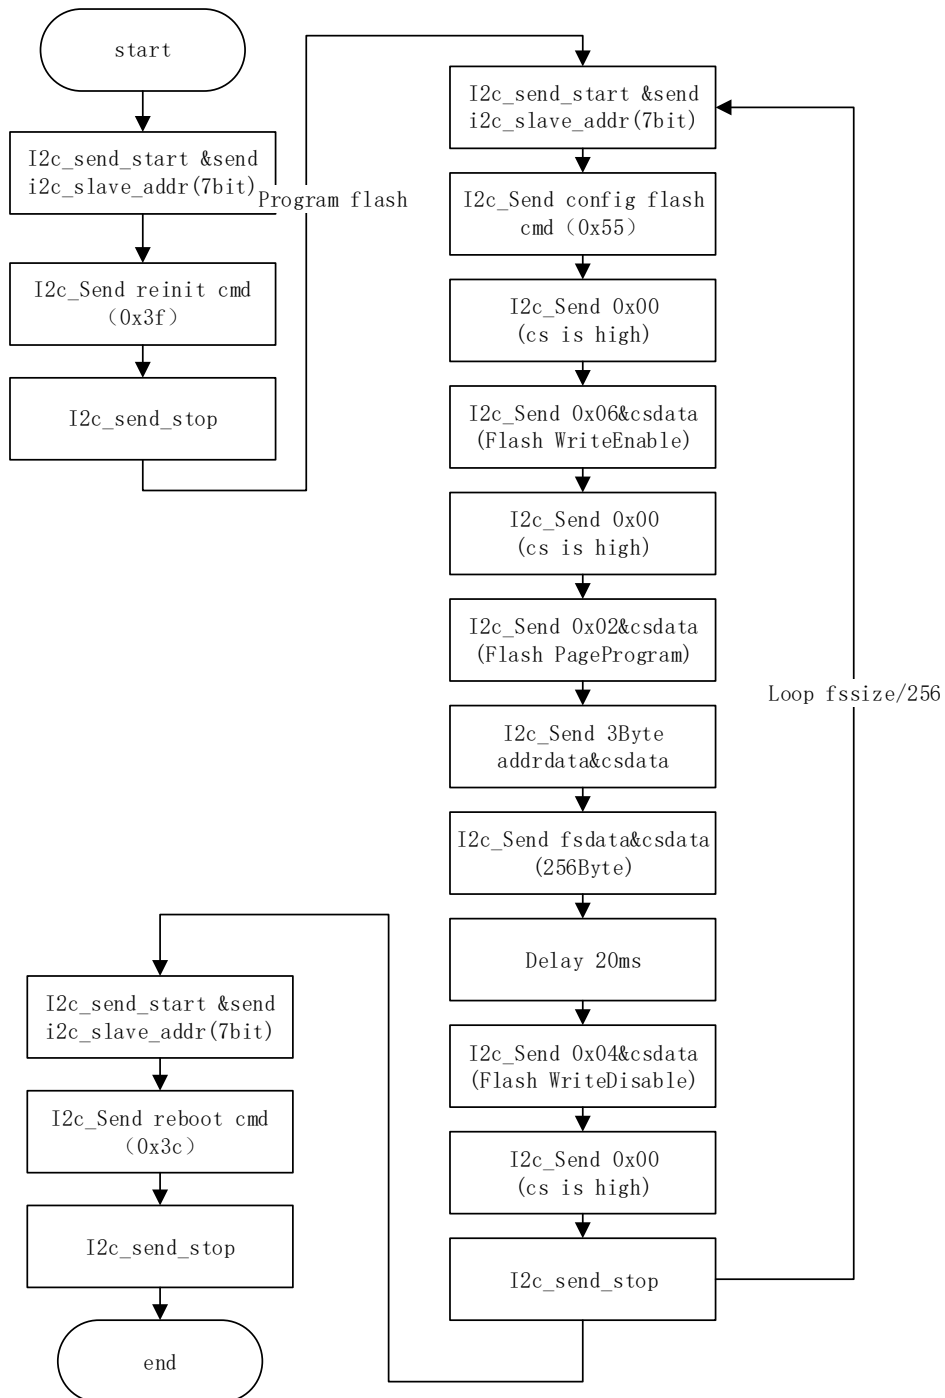 start
I2c_send_start &send
i2c_slave_addr(7bit)
I2c_Send reinit cmd
（0x3f）
I2c_send_stop
Program flash
I2c_send_start &send
i2c_slave_addr(7bit)
I2c_Send config flash
cmd（0x55）
I2c_Send 0x00
(cs is high)
I2c_Send 0x06&csdata
(Flash WriteEnable)
I2c_Send 0x00
(cs is high)
I2c_Send 0x02&csdata
(Flash PageProgram)
I2c_Send 3Byte
addrdata&csdata
I2c_Send fsdata&csdata
(256Byte)
Delay 20ms
I2c_Send 0x04&csdata
(Flash WriteDisable)
I2c_Send 0x00
(cs is high)
I2c_send_stop
Loop fssize/256
I2c_send_start &send
i2c_slave_addr(7bit)
I2c_Send reboot cmd
（0x3c）
I2c_send_stop
end